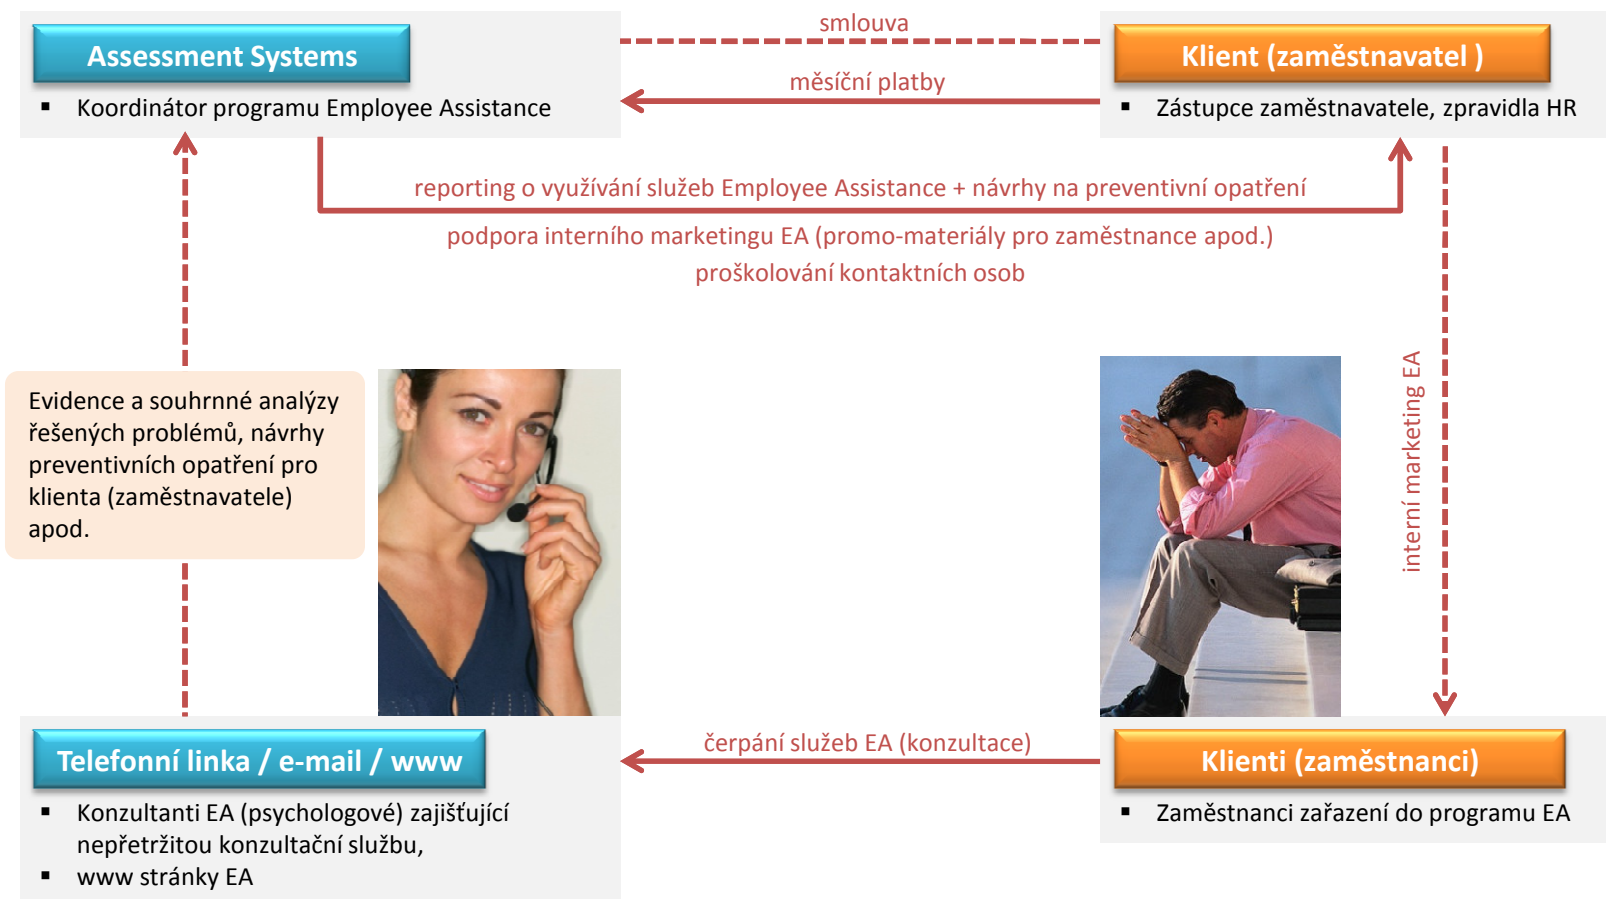 Assessment Systems
▪ Koordinátor programu Employee Assistance
smlouva
měsíční platby
Klient (zaměstnavatel )
▪ Zástupce zaměstnavatele, zpravidla HR
reporting o využívání služeb Employee Assistance + návrhy na preventivní opatření
podpora interního marketingu EA (promo-materiály pro zaměstnance apod.)
proškolování kontaktních osob
Evidence a souhrnné analýzy
řešených problémů, návrhy
preventivních opatření pro
klienta (zaměstnavatele)
apod.
interní marketing EA
Telefonní linka / e-mail / www
▪ Konzultanti EA (psychologové) zajišťující
nepřetržitou konzultační službu,
▪ www stránky EA
čerpání služeb EA (konzultace)
Klienti (zaměstnanci)
▪ Zaměstnanci zařazení do programu EA